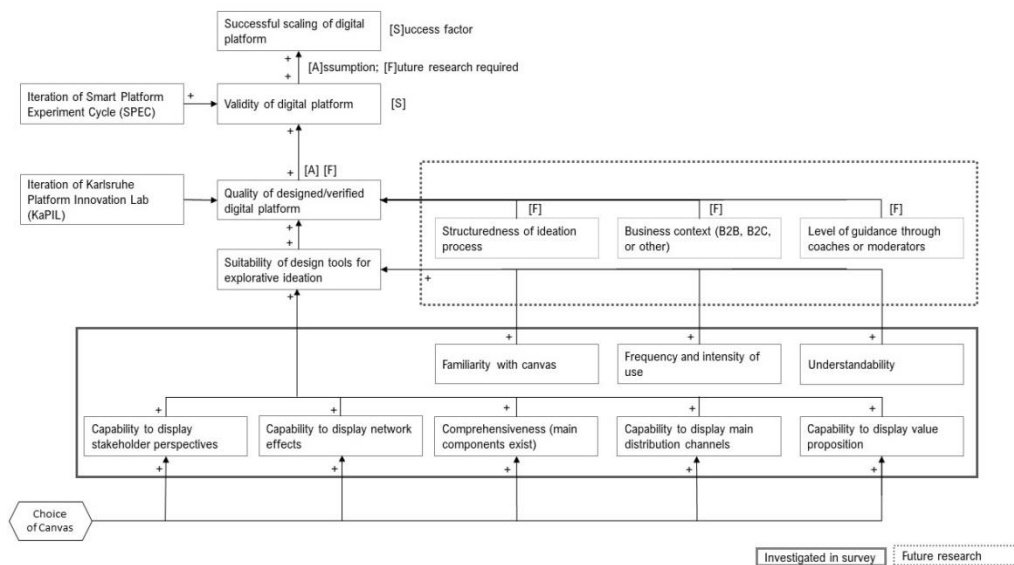 Successful scaling of digital
platform
[S]uccess factor
+
+
[A]ssumption; [F]uture research required
Iteration of Smart Platform
Experiment Cycle (SPEC)
+
Validity of digital platform
[S]
+
+
[A] [F]
Iteration of Karlsruhe
Platform Innovation Lab
(KaPIL)
Quality of designed/verified
digital platform
[F]
[F]
[F]
Structuredness of ideation
process
Business context (B2B, B2C,
or other)
Level of guidance through
coaches or moderators
+
+
Suitability of design tools for
explorative ideation
+
+
+
+
+
Familiarity with canvas
Frequency and intensity of
use
Understandability
+
+
+
+
+
Capability to display
stakeholder perspectives
Capability to display network
effects
Comprehensiveness (main
components exist)
Capability to display main
distribution channels
Capability to display value
proposition
+
+
+
+
+
Choice
of Canvas
Investigated in survey
Future research